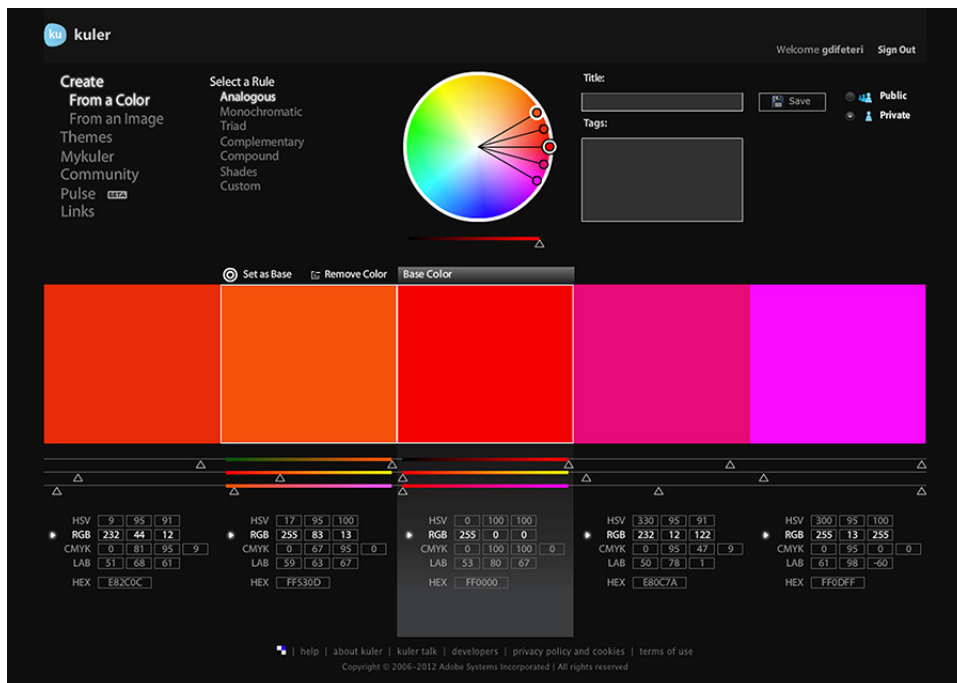 ku kuler
Welcome gdifeteri Sign Out
Create
From a Color
From an Image
Themes
Mykuler
Community
Pulse BETA
Links
Select a Rule
Analogous
Monochromatic
Triad
Complementary
Compound
Shades
Custom
Title:
Save
Public
Private
Tags:
Set as Base Remove Color Base Color
HSV 9 95 91
RGB 232 44 12
CMYK 0 81 95 9
LAB 51 68 61
HEX E82C0C
HSV 17 95 100
RGB 255 83 13
CMYK 0 67 95 0
LAB 59 63 67
HEX FF530D
HSV 0 100 100
RGB 255 0 0
CMYK 0 100 100 0
LAB 53 80 67
HEX FF0000
HSV 330 95 91
RGB 232 12 122
CMYK 0 95 47 9
LAB 50 78 1
HEX E80C7A
HSV 300 95 100
RGB 255 13 255
CMYK 0 95 0 0
LAB 61 98 -60
HEX FF0DFF
| help | about kuler | kuler talk | developers | privacy policy and cookies | terms of use
Copyright © 2006-2012 Adobe Systems Incorporated | All rights reserved